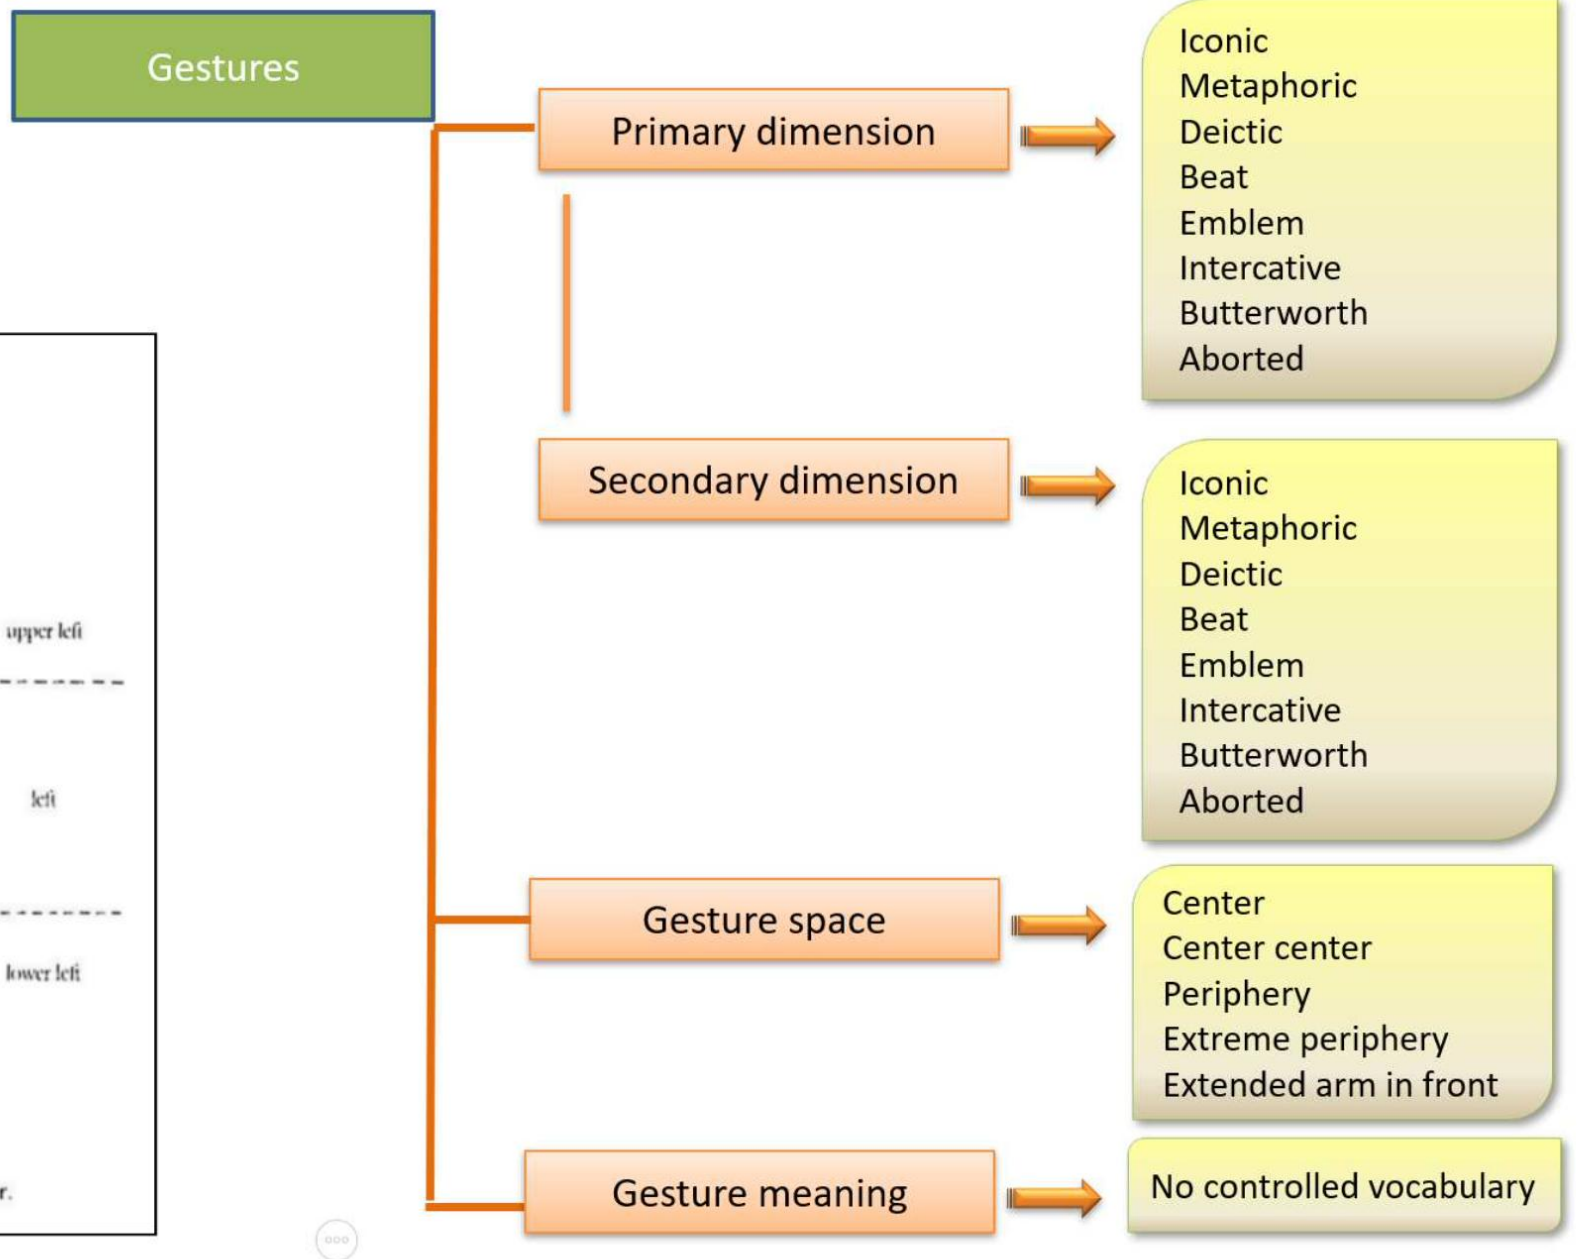 Gestures
Primary dimension
Iconic
Metaphoric
Deictic
Beat
Emblem
Intercative
Butterworth
Aborted
Secondary dimension
Iconic
Metaphoric
Deictic
Beat
Emblem
Intercative
Butterworth
Aborted
Gesture space
Center
Center center
Periphery
Extreme periphery
Extended arm in front
Gesture meaning
No controlled vocabulary
upper left
left
lower left
r.